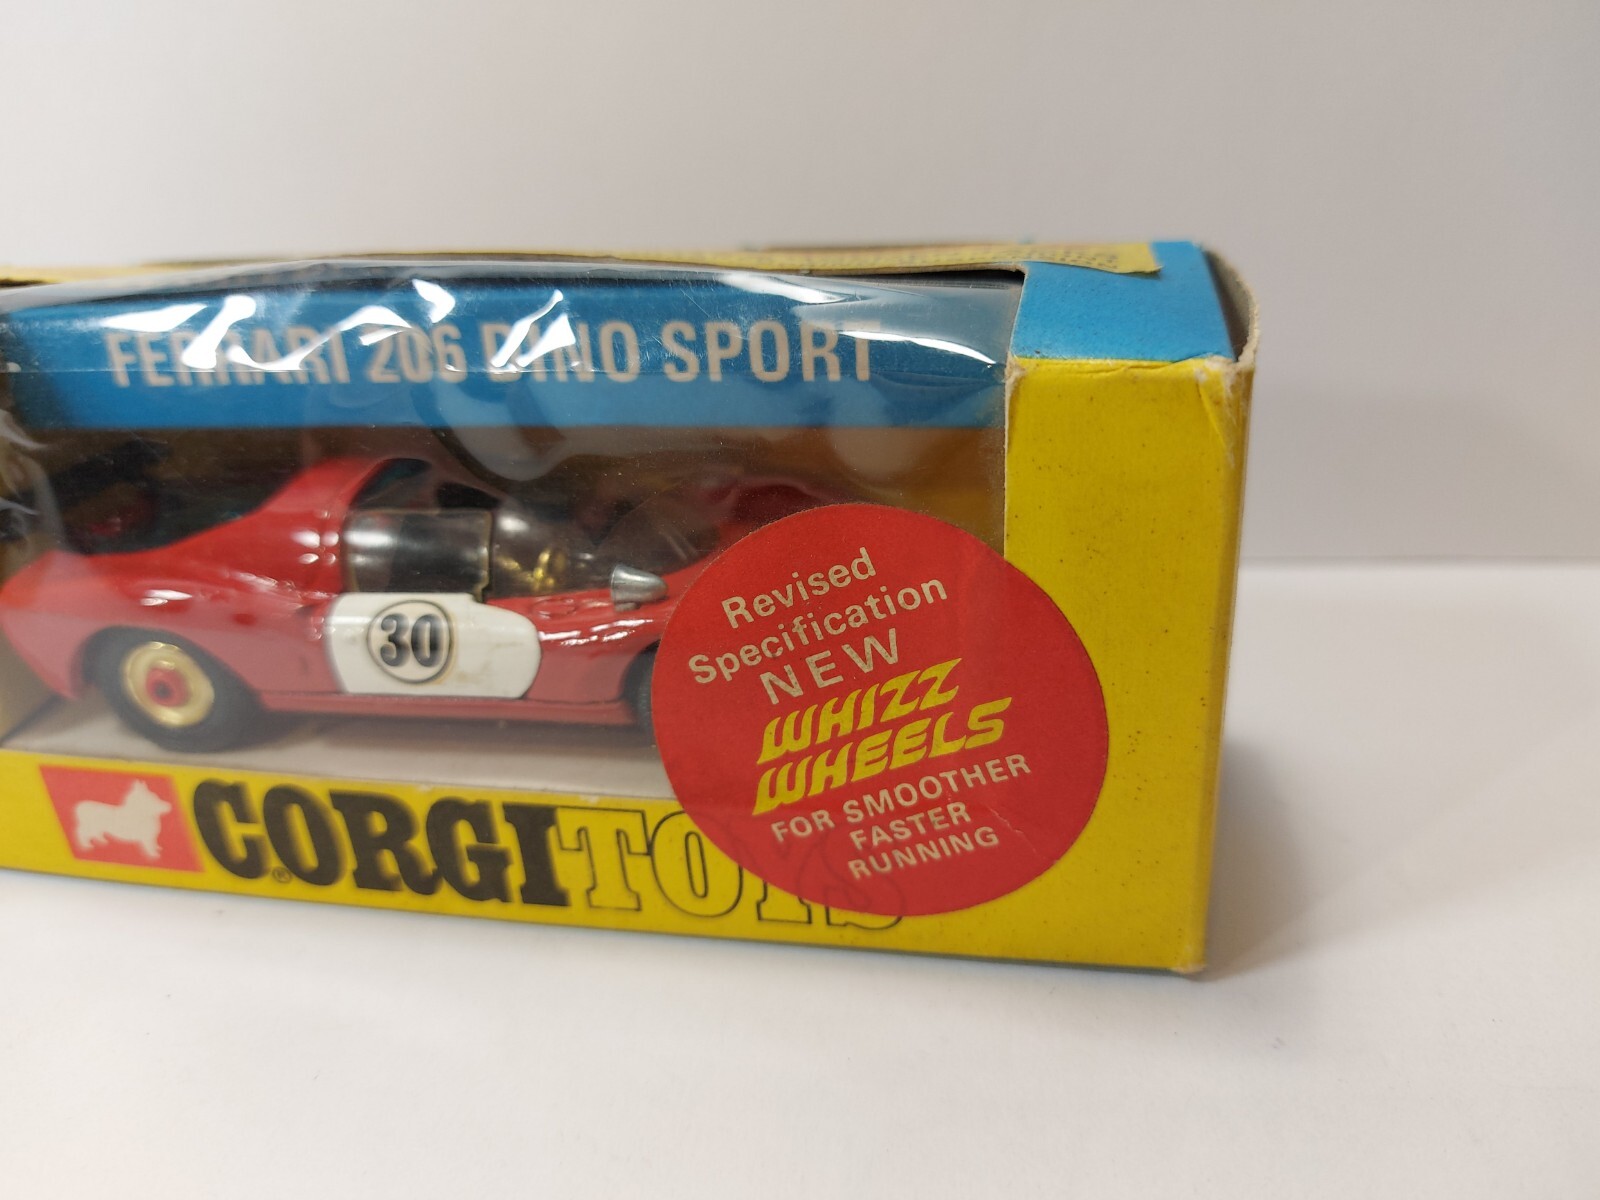 FERRARI 206 DINO SPORT
30
Revised
Specification
NEW
WHIZZ
WHEELS
FOR SMOOTHER
FASTER
RUNNING
CORGI TOYS
®